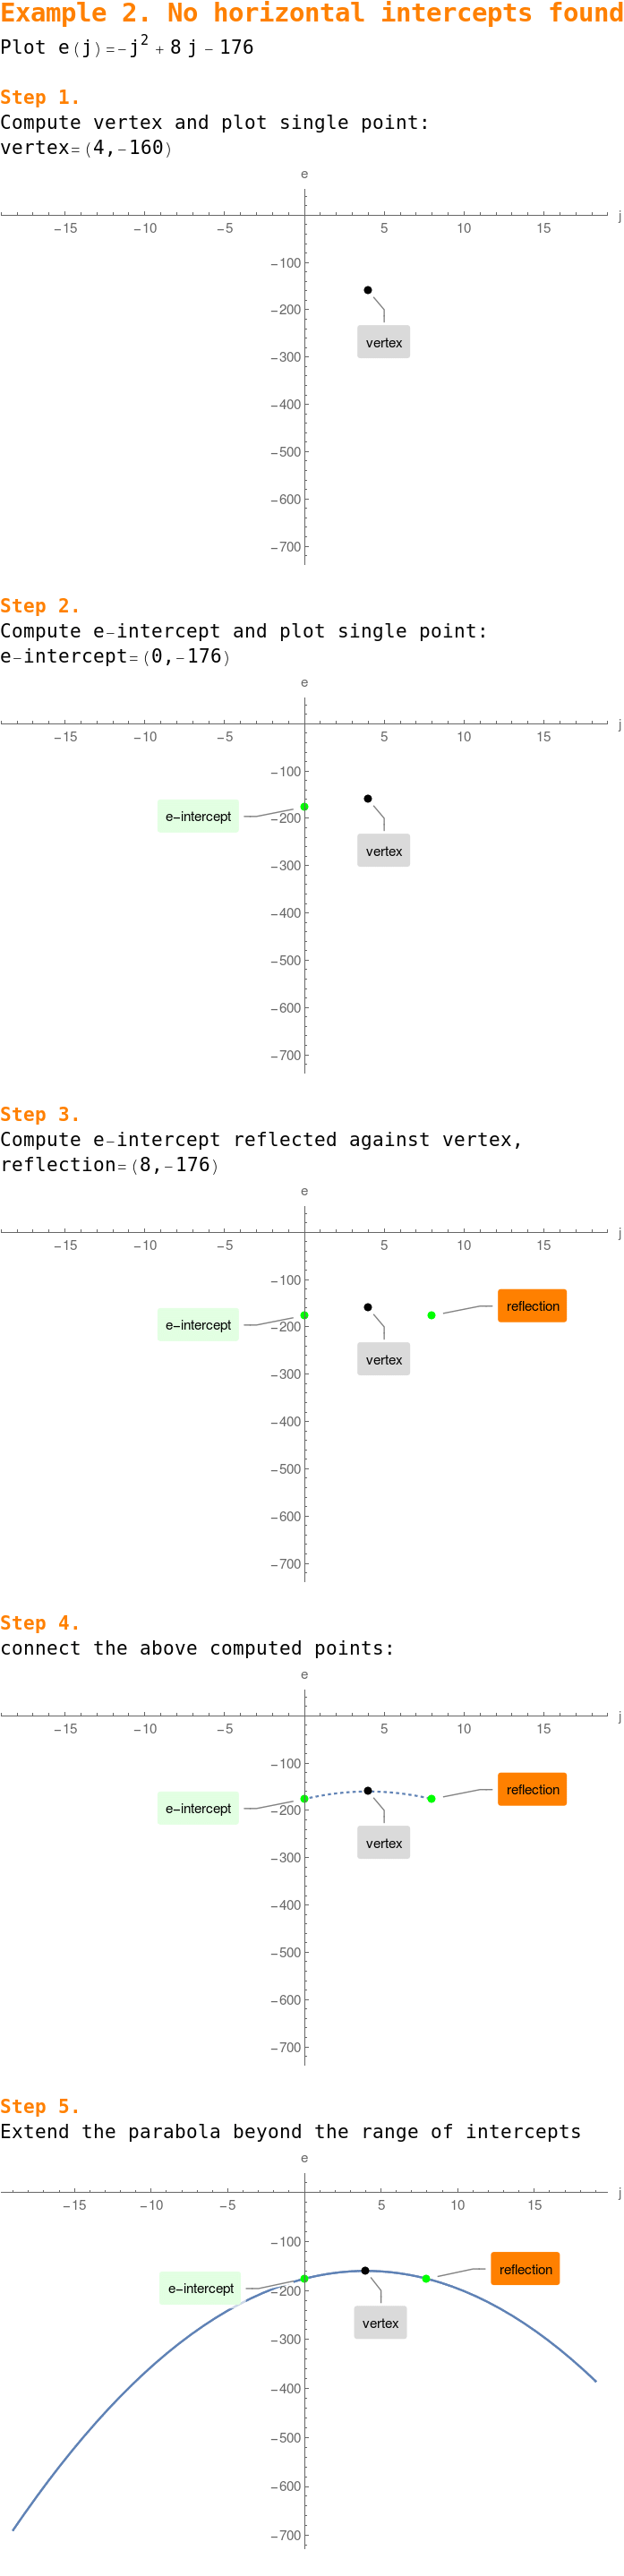 Example 2. No horizontal intercepts found
Plot e(j)=-j² + 8 j - 176
Step 1.
Compute vertex and plot single point:
vertex=(4,-160)
e
j
-15 -10 -5 5 10 15
-100
-200
vertex
-300
-400
-500
-600
-700
Step 2.
Compute e-intercept and plot single point:
e-intercept=(0,-176)
e
j
-15 -10 -5 5 10 15
-100
e-intercept
-200
vertex
-300
-400
-500
-600
-700
Step 3.
Compute e-intercept reflected against vertex,
reflection=(8,-176)
e
j
-15 -10 -5 5 10 15
-100
reflection
e-intercept
-200
vertex
-300
-400
-500
-600
-700
Step 4.
connect the above computed points:
e
j
-15 -10 -5 5 10 15
-100
reflection
e-intercept
-200
vertex
-300
-400
-500
-600
-700
Step 5.
Extend the parabola beyond the range of intercepts
e
j
-15 -10 -5 5 10 15
-100
reflection
e-intercept
-200
vertex
-300
-400
-500
-600
-700